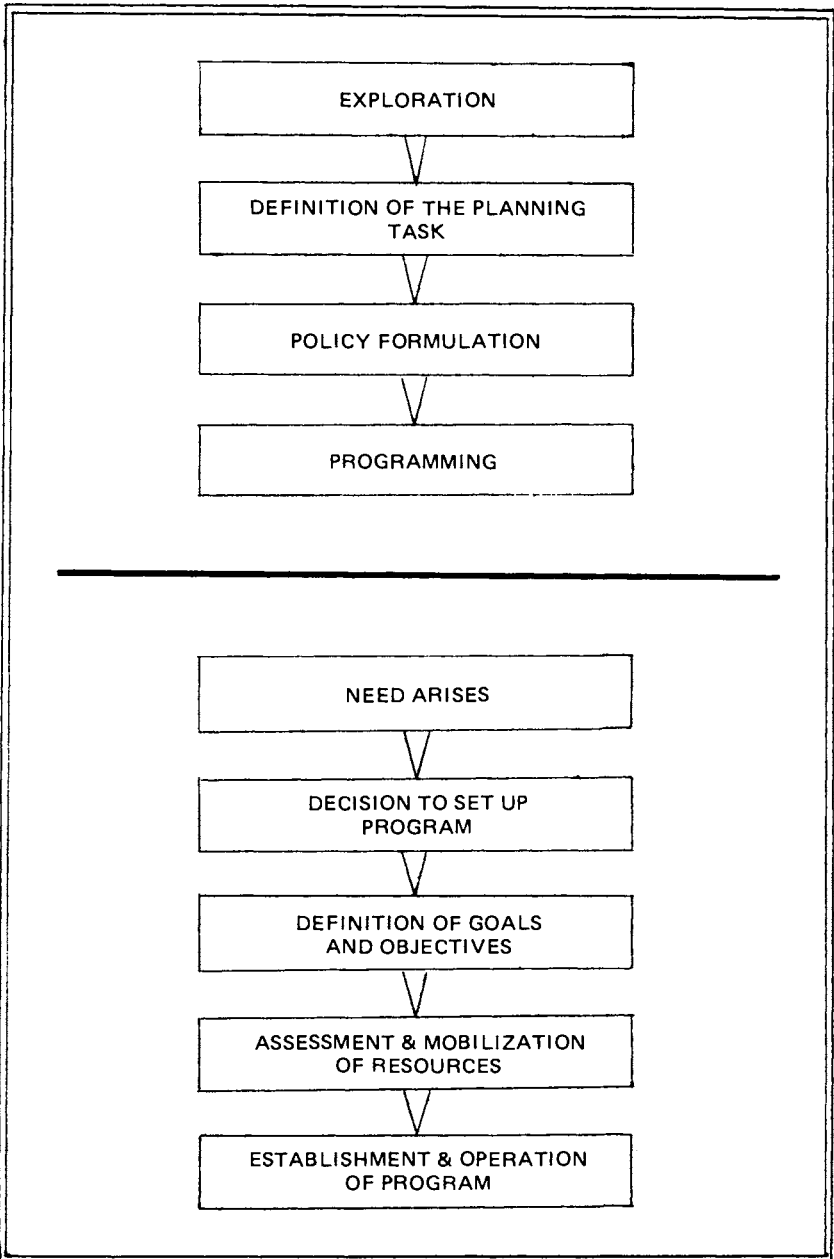 EXPLORATION
DEFINITION OF THE PLANNING
TASK
POLICY FORMULATION
PROGRAMMING
NEED ARISES
DECISION TO SET UP
PROGRAM
DEFINITION OF GOALS
AND OBJECTIVES
ASSESSMENT & MOBILIZATION
OF RESOURCES
ESTABLISHMENT & OPERATION
OF PROGRAM